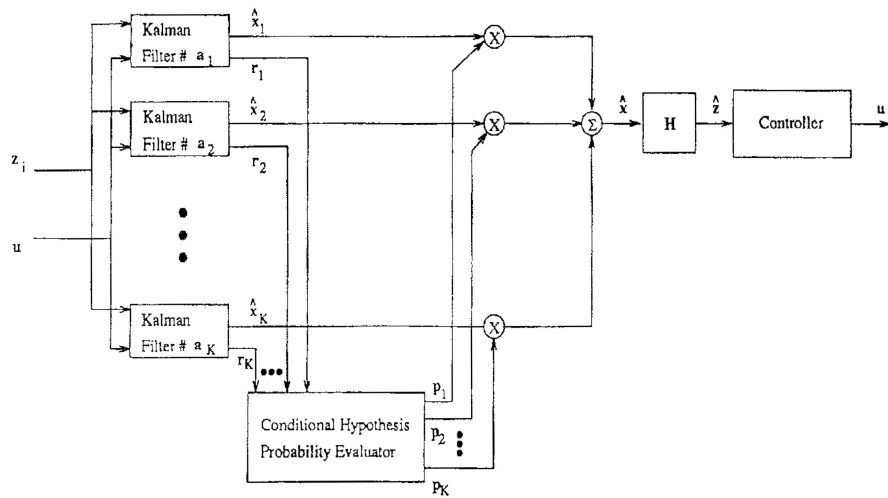 Kalman
Filter # a1
x̂1
r1
Kalman
Filter # a2
x̂2
r2
zi
u
Kalman
Filter # aK
x̂K
rK
Conditional Hypothesis
Probability Evaluator
p1
p2
pK
X
X
X
Σ
x̂
H
ẑ
Controller
u